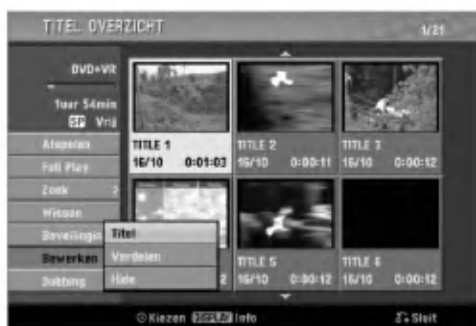 TITEL OVERZICHT 1/21
DVD+VR
1uur 54min
SP Vrij
Afspelen
Full Play
Zoek >
Wissen
Beveiligin
Bewerken
Dubbing
Titel
Verdelen
Hide
TITLE 1
16/10 0:01:03
TITLE 2
16/10 0:00:11
TITLE 3
16/10 0:00:12
2
TITLE 5
16/10 0:00:12
TITLE 6
16/10 0:00:12
Kiezen DISPLAY Info Sluit